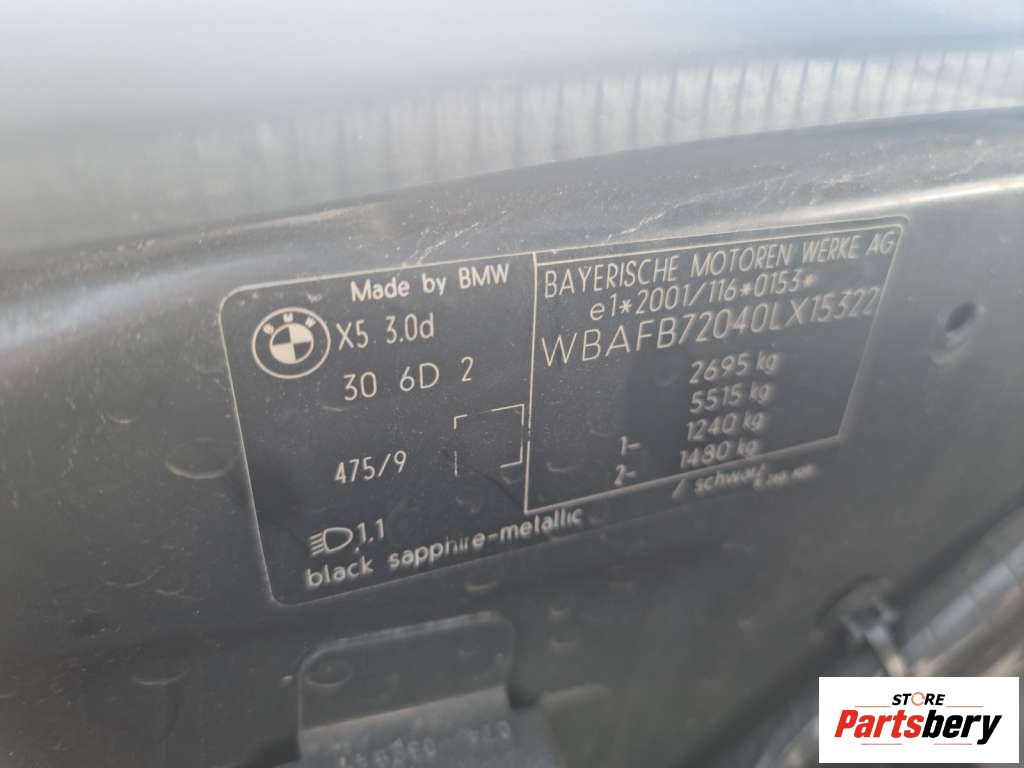 Made by BMW
X5 3.0d
30 6D 2
475/9
1.1
black sapphire-metallic
BAYERISCHE MOTOREN WERKE AG
e1*2001/116*0153*
WBAFB72040LX15322
2695 kg
5515 kg
1- 1240 kg
2- 1480 kg
STORE
Partsbery